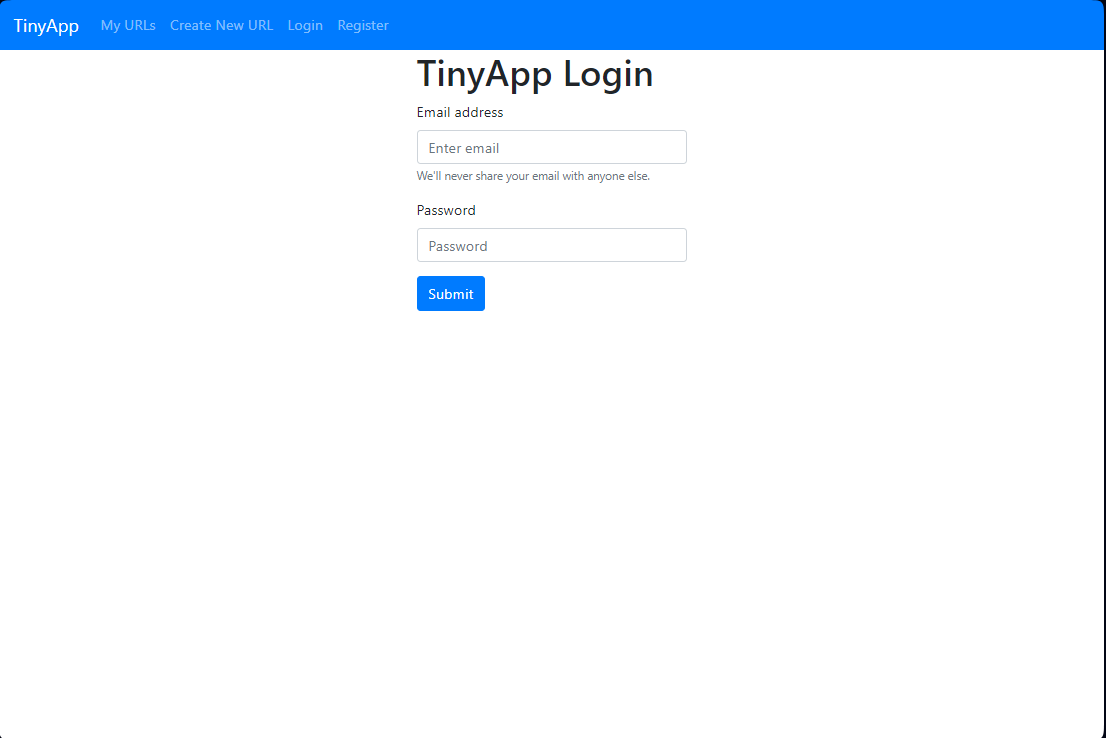 TinyApp My URLs Create New URL Login Register
TinyApp Login
Email address
Enter email
We'll never share your email with anyone else.
Password
Password
Submit